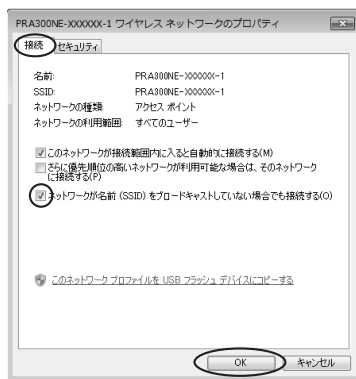 PRA300NE-XXXXXX-1 ワイヤレス ネットワークのプロパティ
接続 セキュリティ
名前: PRA300NE-XXXXXX-1
SSID: PRA300NE-XXXXXX-1
ネットワークの種類: アクセス ポイント
ネットワークの利用範囲: すべてのユーザー
このネットワークが接続範囲内に入ると自動的に接続する(M)
さらに優先順位の高いネットワークが利用可能な場合は、そのネットワーク
に接続する(P)
ネットワークが名前 (SSID) をブロードキャストしていない場合でも接続する(O)
このネットワーク プロファイルを USB フラッシュ デバイスにコピーする
OK キャンセル